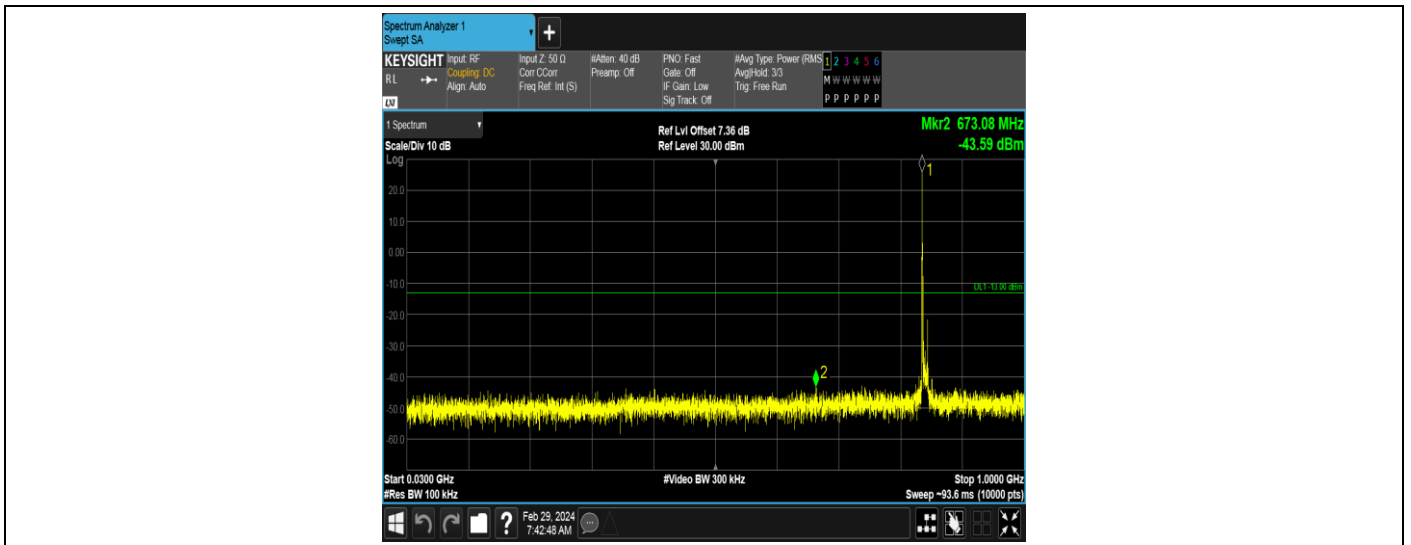 Spectrum Analyzer 1
Swept SA
+
KEYSIGHT
RL
LXI
Input: RF
Coupling: DC
Align: Auto
Input Z: 50 Ω
Corr CCorr
Freq Ref: Int (S)
#Atten: 40 dB
Preamp: Off
PNO: Fast
Gate: Off
IF Gain: Low
Sig Track: Off
#Avg Type: Power (RMS
Avg|Hold: 3/3
Trig: Free Run
1 2 3 4 5 6
M W W W W W
P P P P P P
1 Spectrum
Scale/Div 10 dB
Ref Lvl Offset 7.36 dB
Ref Level 30.00 dBm
Mkr2 673.08 MHz
-43.59 dBm
Log
1
20.0
10.0
0.00
-10.0
DL1 -13.00 dBm
-20.0
-30.0
-40.0
2
-50.0
-60.0
Start 0.0300 GHz
#Res BW 100 kHz
#Video BW 300 kHz
Stop 1.0000 GHz
Sweep ~93.6 ms (10000 pts)
?
Feb 29, 2024
7:42:48 AM